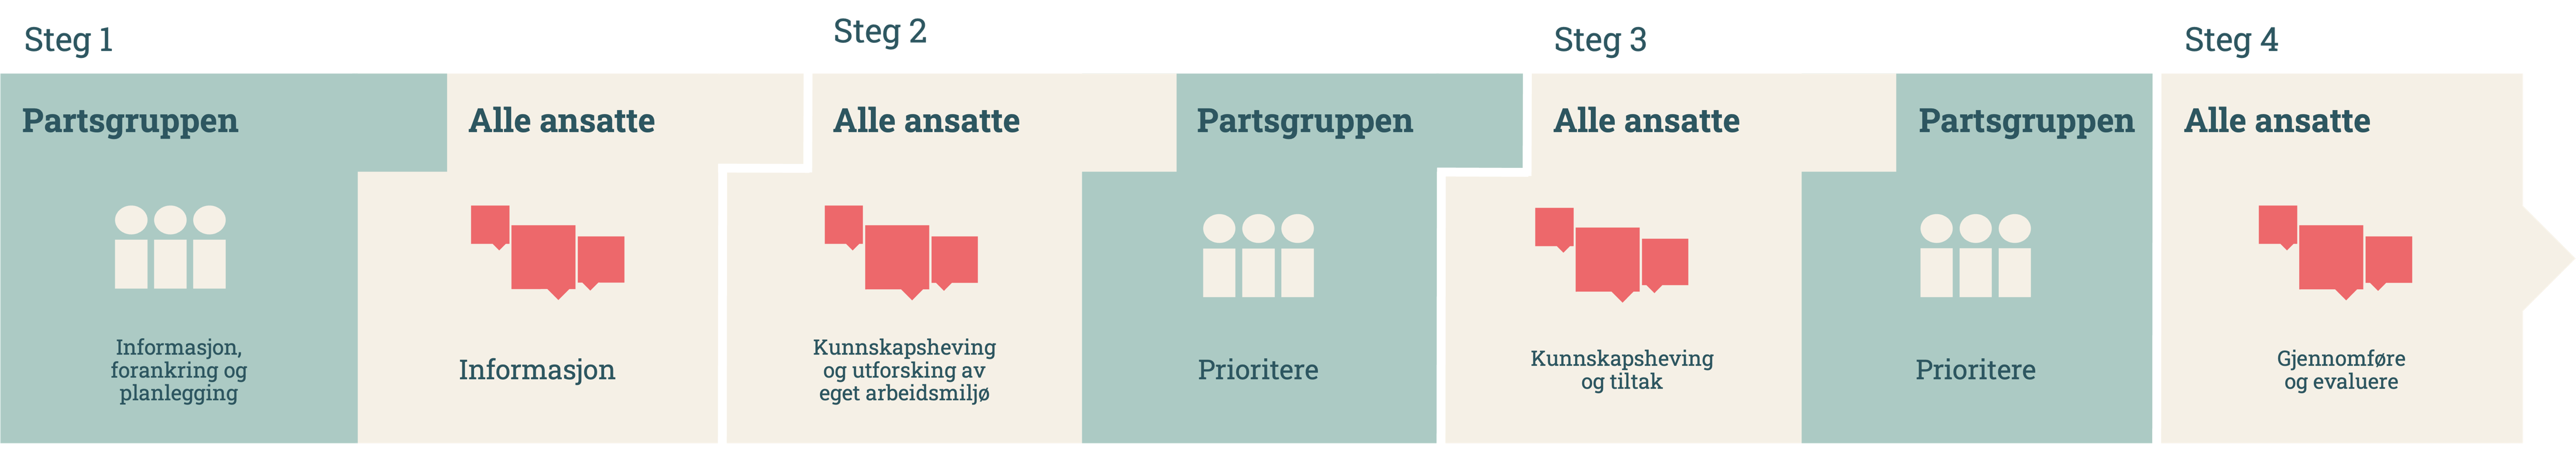 Steg 1
Partsgruppen
Informasjon,
forankring og
planlegging
Alle ansatte
Informasjon
Steg 2
Alle ansatte
Kunnskapsheving
og utforsking av
eget arbeidsmiljø
Partsgruppen
Prioritere
Steg 3
Alle ansatte
Kunnskapsheving
og tiltak
Partsgruppen
Prioritere
Steg 4
Alle ansatte
Gjennomføre
og evaluere